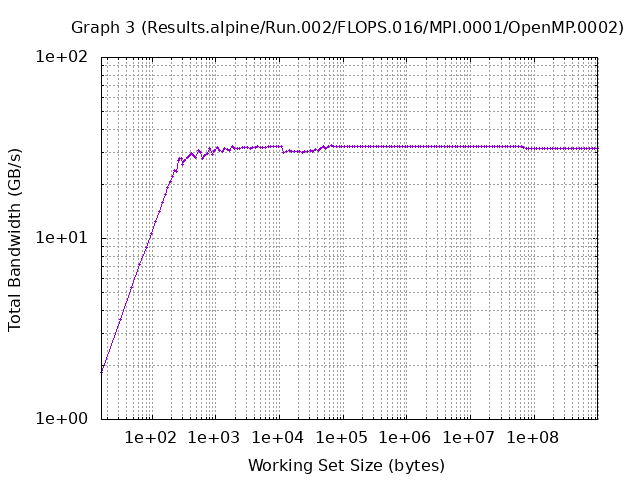 Graph 3 (Results.alpine/Run.002/FLOPS.016/MPI.0001/OpenMP.0002)
1e+02
1e+01
1e+00
Total Bandwidth (GB/s)
1e+02 1e+03 1e+04 1e+05 1e+06 1e+07 1e+08
Working Set Size (bytes)